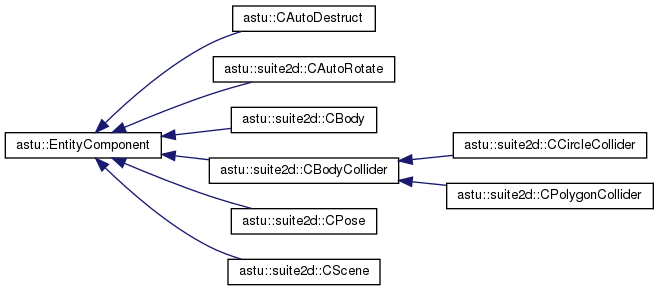 astu::CAutoDestruct
astu::suite2d::CAutoRotate
astu::suite2d::CBody
astu::EntityComponent
astu::suite2d::CBodyCollider
astu::suite2d::CCircleCollider
astu::suite2d::CPolygonCollider
astu::suite2d::CPose
astu::suite2d::CScene